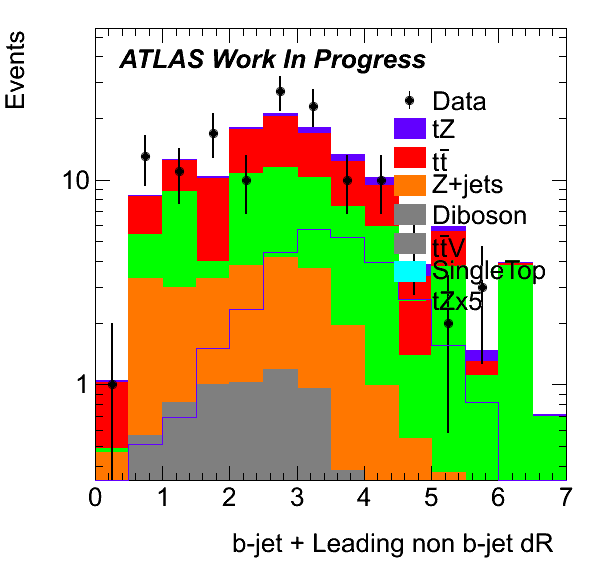 Events
ATLAS Work In Progress
Data
tZ
tt̄
Z+jets
Diboson
tt̄V
SingleTop
tZx5
10
1
0 1 2 3 4 5 6 7
b-jet + Leading non b-jet dR